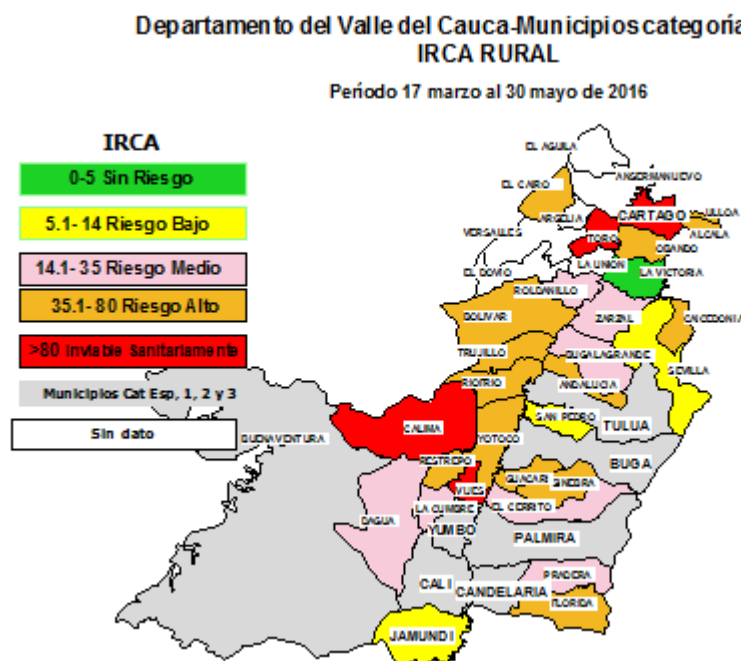 Departamento del Valle del Cauca-Municipios categoría
IRCA RURAL
Período 17 marzo al 30 mayo de 2016
IRCA
0-5 Sin Riesgo
5.1- 14 Riesgo Bajo
14.1- 35 Riesgo Medio
35.1- 80 Riesgo Alto
>80 Inviable Sanitariamente
Municipios Cat Esp, 1, 2 y 3
Sin dato
EL AGUILA
ANSERMANUEVO
EL CAIRO
ULLOA
CARTAGO
ARGELIA
ALCALA
VERSALLES
TORO
OBANDO
LA UNION
EL DOVIO
LA VICTORIA
ROLDANILLO
BOLIVAR
ZARZAL
CAICEDONIA
TRUJILLO
BUGALAGRANDE
SEVILLA
RIOFRIO
ANDALUCIA
SAN PEDRO
CALIMA
TULUA
BUENAVENTURA
YOTOCO
RESTREPO
BUGA
VIJES
GUACARI
GINEBRA
LA CUMBRE
EL CERRITO
DAGUA
YUMBO
PALMIRA
PRADERA
CALI
CANDELARIA
FLORIDA
JAMUNDI